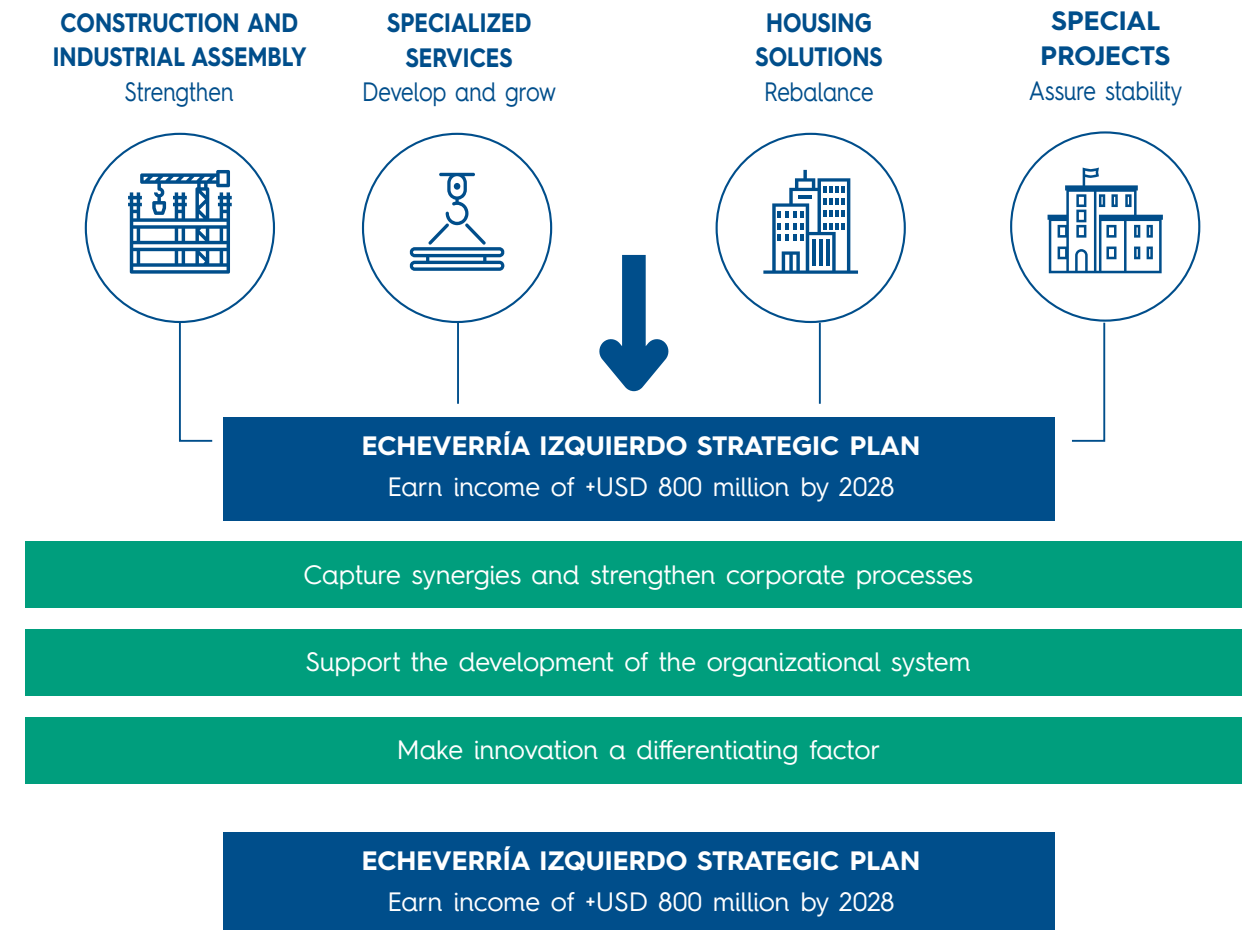 CONSTRUCTION AND
INDUSTRIAL ASSEMBLY
Strengthen
SPECIALIZED
SERVICES
Develop and grow
HOUSING
SOLUTIONS
Rebalance
SPECIAL
PROJECTS
Assure stability
ECHEVERRÍA IZQUIERDO STRATEGIC PLAN
Earn income of +USD 800 million by 2028
Capture synergies and strengthen corporate processes
Support the development of the organizational system
Make innovation a differentiating factor
ECHEVERRÍA IZQUIERDO STRATEGIC PLAN
Earn income of +USD 800 million by 2028